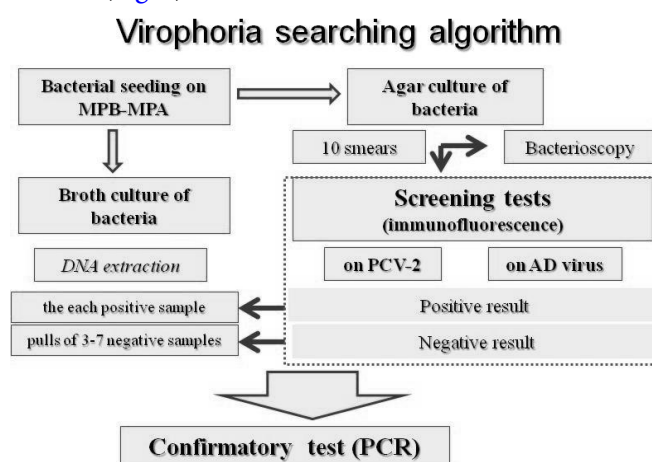 Virophoria searching algorithm
Bacterial seeding on
MPB-MPA
Agar culture of
bacteria
10 smears
Bacterioscopy
Broth culture of
bacteria
Screening tests
(immunofluorescence)
DNA extraction
on PCV-2
on AD virus
the each positive sample
Positive result
pulls of 3-7 negative samples
Negative result
Confirmatory test (PCR)